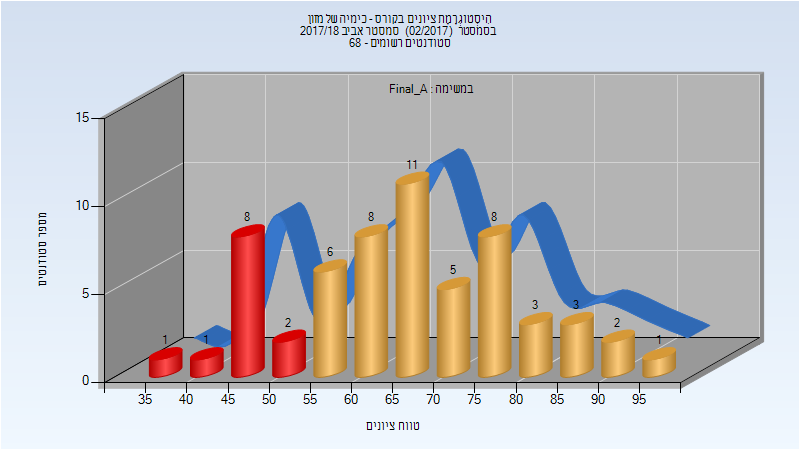 היסטוגרמת ציונים בקורס - כימיה של מזון
בסמסטר (02/2017) סמסטר אביב 2017/18
סטודנטים רשומים - 68
במשימה : Final_A
מספר סטודנטים
15
10
5
0
1
1
8
2
6
8
11
5
8
3
3
2
1
35 40 45 50 55 60 65 70 75 80 85 90 95
טווח ציונים